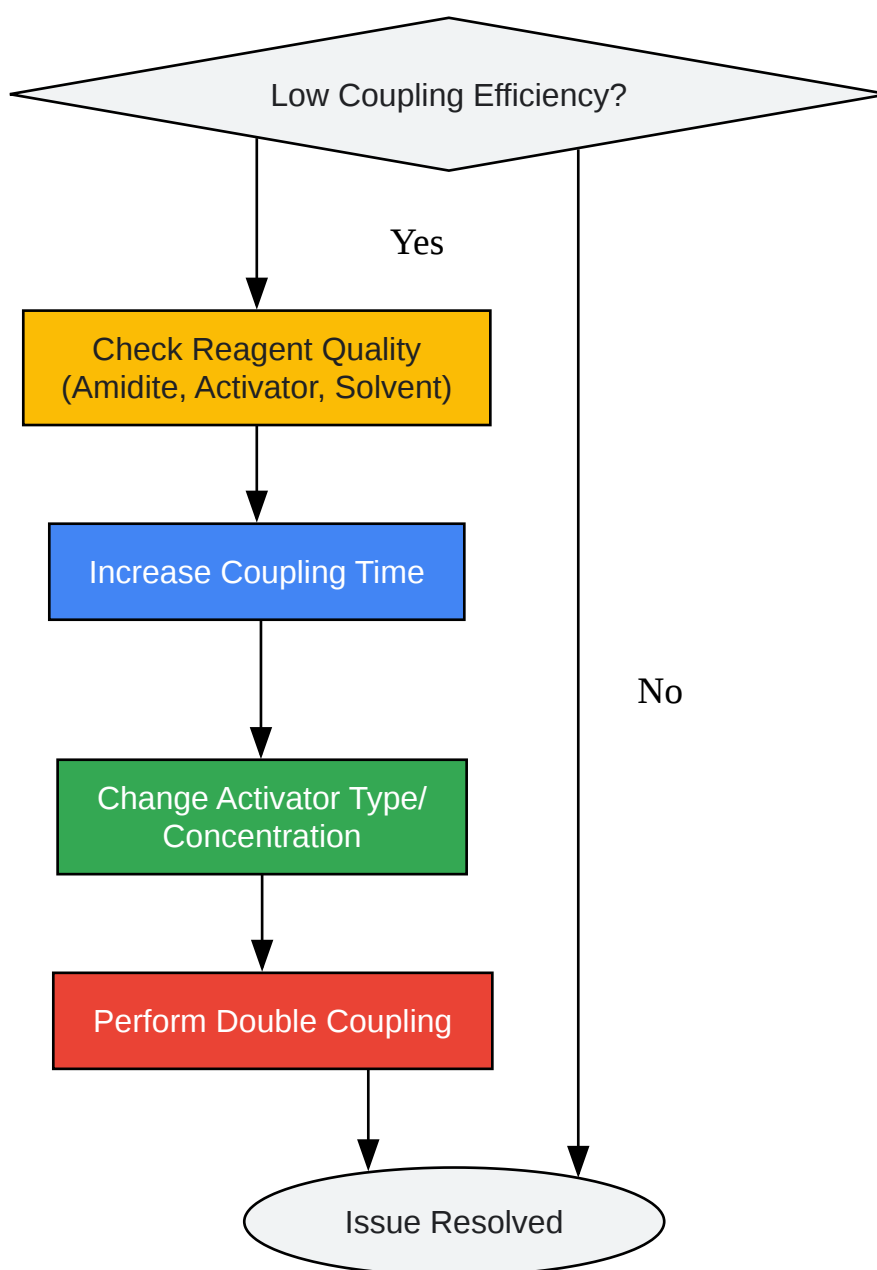 Low Coupling Efficiency?
Yes
Check Reagent Quality
(Amidite, Activator, Solvent)
Increase Coupling Time
No
Change Activator Type/
Concentration
Perform Double Coupling
Issue Resolved